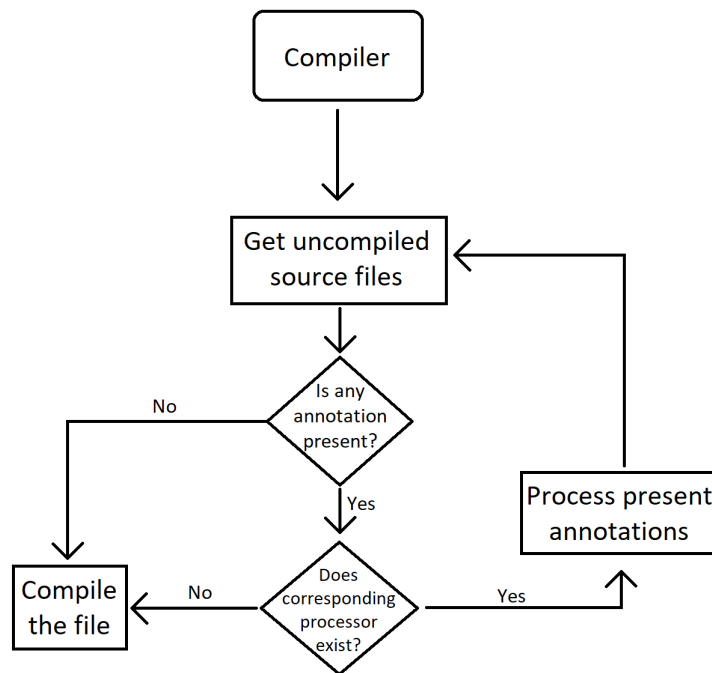 Compiler
Get uncompiled
source files
Is any
annotation
present?
No
Yes
Process present
annotations
Does
corresponding
processor
exist?
No
Yes
Compile
the file